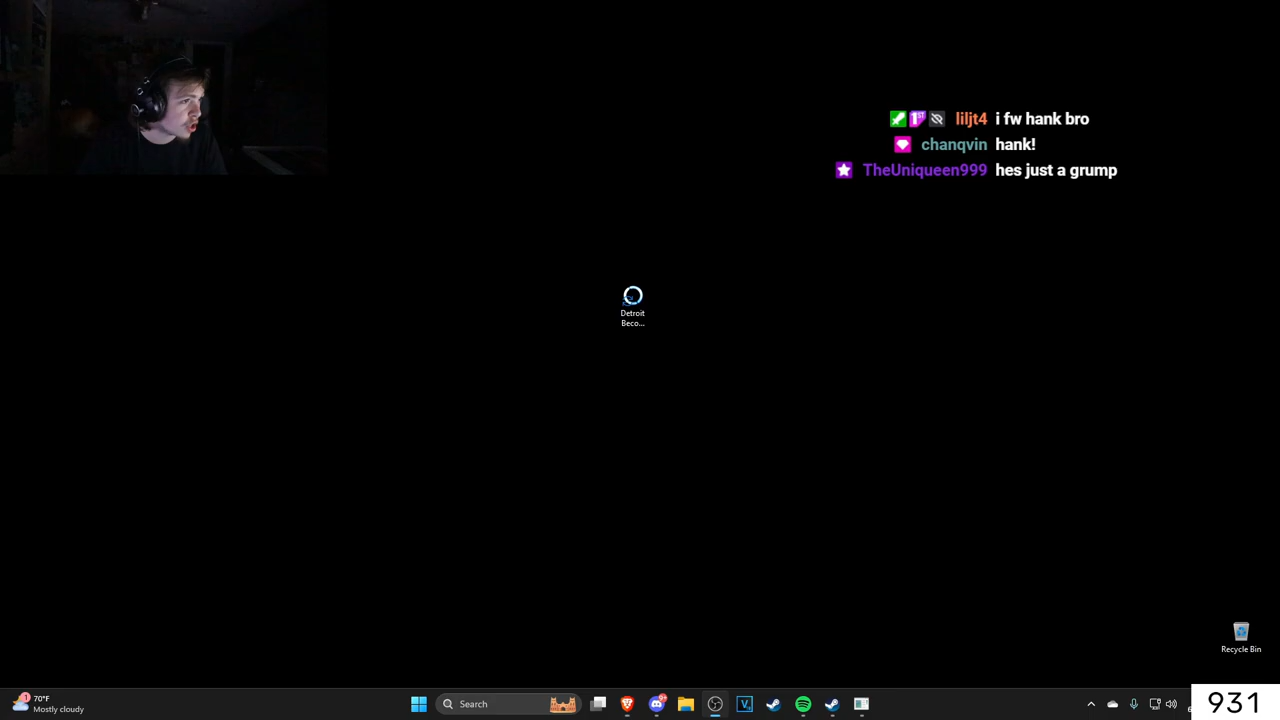 liljt4 i fw hank bro
chanqvin hank!
TheUniqueen999 hes just a grump
Detroit
Beco...
Recycle Bin
70°F
Mostly cloudy
Search
931